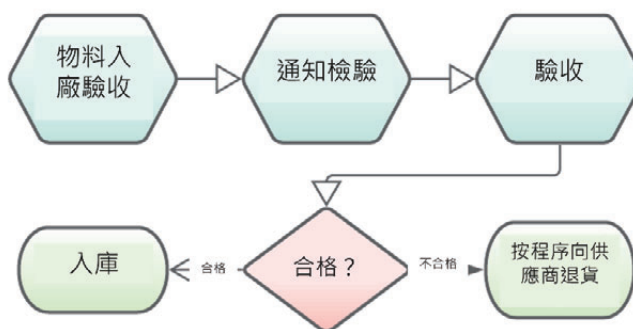 物料入
廠驗收
通知檢驗
驗收
入庫
合格
合格？
不合格
按程序向供
應商退貨